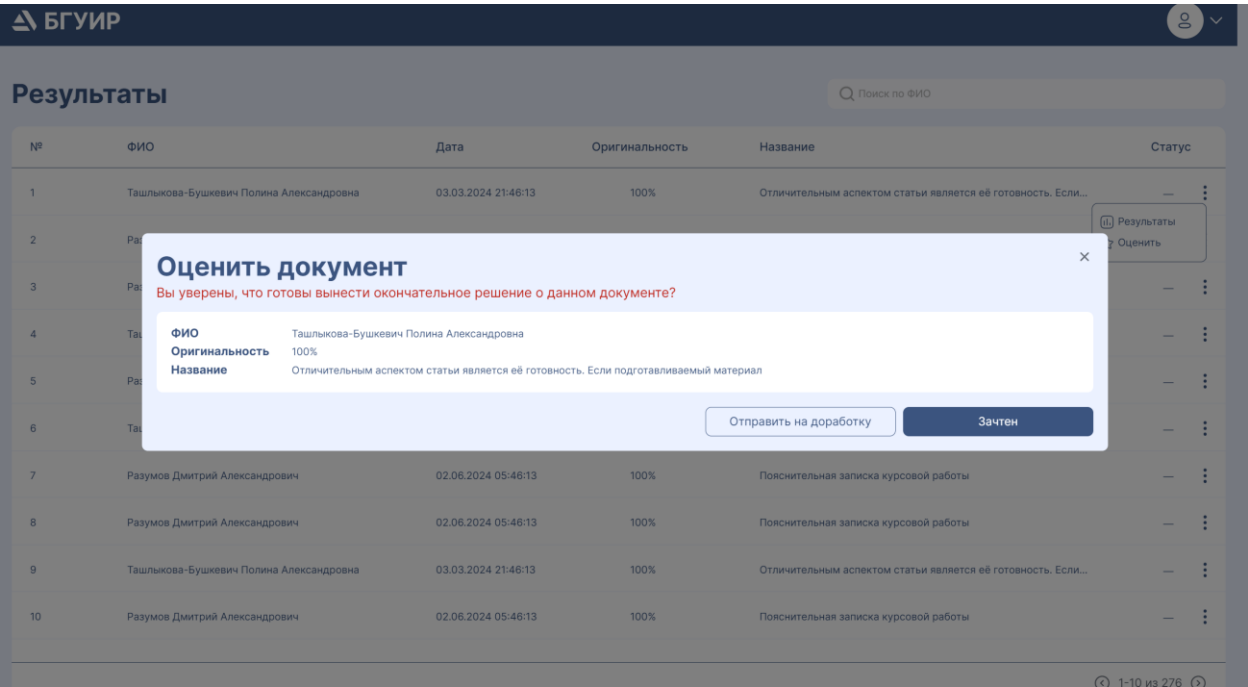 БГУИР
Результаты
Поиск по ФИО
№ ФИО Дата Оригинальность Название Статус
1 Ташлыкова-Бушкевич Полина Александровна 03.03.2024 21:46:13 100% Отличительным аспектом статьи является её готовность. Если... —
Результаты
Оценить
2 Ра
Оценить документ
Вы уверены, что готовы вынести окончательное решение о данном документе?
3 Ра —
ФИО Ташлыкова-Бушкевич Полина Александровна
4 Та —
Оригинальность 100%
Название Отличительным аспектом статьи является её готовность. Если подготавливаемый материал
5 Ра —
Отправить на доработку Зачтен
6 Та —
7 Разумов Дмитрий Александрович 02.06.2024 05:46:13 100% Пояснительная записка курсовой работы —
8 Разумов Дмитрий Александрович 02.06.2024 05:46:13 100% Пояснительная записка курсовой работы —
9 Ташлыкова-Бушкевич Полина Александровна 03.03.2024 21:46:13 100% Отличительным аспектом статьи является её готовность. Если... —
10 Разумов Дмитрий Александрович 02.06.2024 05:46:13 100% Пояснительная записка курсовой работы —
1-10 из 276